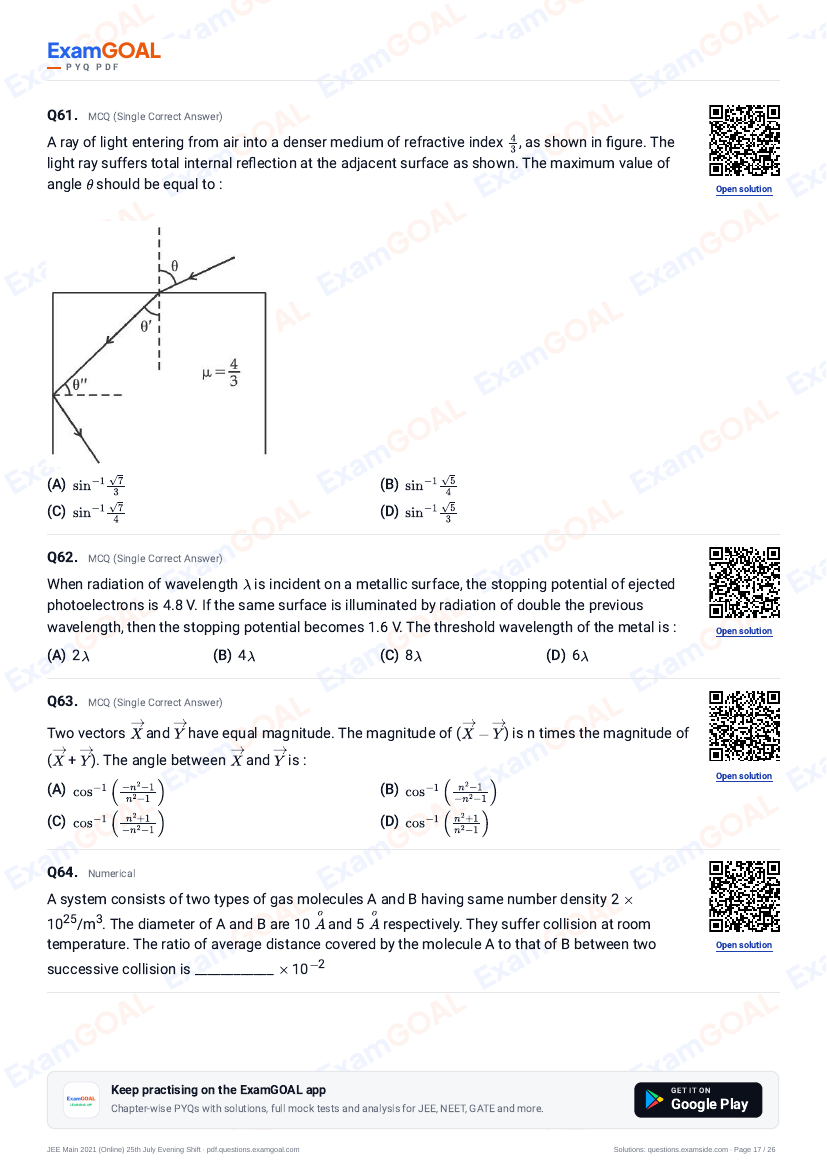 ExamGOAL
PYQ PDF
Q61. MCQ (Single Correct Answer)
A ray of light entering from air into a denser medium of refractive index 4/3, as shown in figure. The
light ray suffers total internal reflection at the adjacent surface as shown. The maximum value of
angle θ should be equal to :
Open solution
θ
θ′
μ = 4/3
θ″
(A) sin⁻¹ √7/3
(B) sin⁻¹ √5/4
(C) sin⁻¹ √7/4
(D) sin⁻¹ √5/3
Q62. MCQ (Single Correct Answer)
When radiation of wavelength λ is incident on a metallic surface, the stopping potential of ejected
photoelectrons is 4.8 V. If the same surface is illuminated by radiation of double the previous
wavelength, then the stopping potential becomes 1.6 V. The threshold wavelength of the metal is :
Open solution
(A) 2λ (B) 4λ (C) 8λ (D) 6λ
Q63. MCQ (Single Correct Answer)
Two vectors X⃗ and Y⃗ have equal magnitude. The magnitude of (X⃗ − Y⃗) is n times the magnitude of
(X⃗ + Y⃗). The angle between X⃗ and Y⃗ is :
Open solution
(A) cos⁻¹ ((−n²−1)/(n²−1))
(B) cos⁻¹ ((n²−1)/(−n²−1))
(C) cos⁻¹ ((n²+1)/(−n²−1))
(D) cos⁻¹ ((n²+1)/(n²−1))
Q64. Numerical
A system consists of two types of gas molecules A and B having same number density 2 ×
10²⁵/m³. The diameter of A and B are 10 Å and 5 Å respectively. They suffer collision at room
temperature. The ratio of average distance covered by the molecule A to that of B between two
successive collision is ____________ × 10⁻²
Open solution
Keep practising on the ExamGOAL app
Chapter-wise PYQs with solutions, full mock tests and analysis for JEE, NEET, GATE and more.
GET IT ON
Google Play
JEE Main 2021 (Online) 25th July Evening Shift · pdf.questions.examgoal.com
Solutions: questions.examside.com · Page 17 / 26